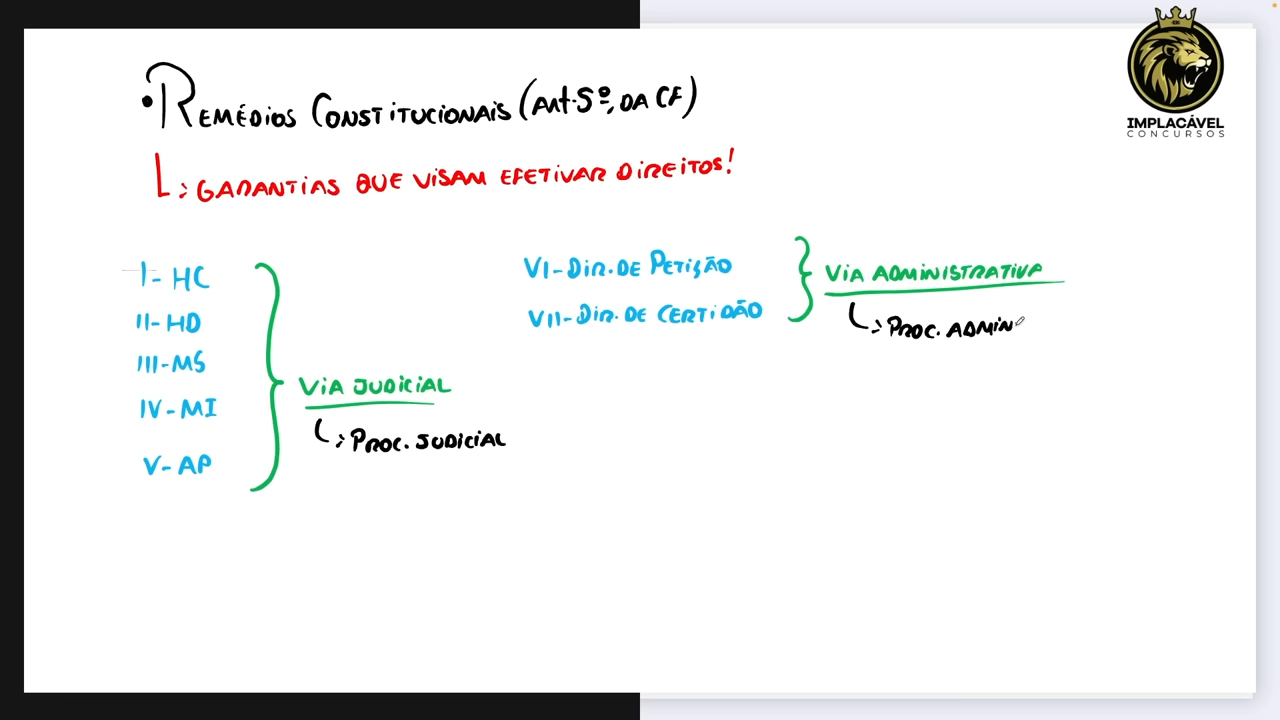 • Remédios Constitucionais (Art. 5º, da CF)
↳: Garantias que visam efetivar direitos!
I - HC
II - HD
III - MS
IV - MI
V - AP
Via Judicial
↳: Proc. Judicial
VI - Dir. de Petição
VII - Dir. de Certidão
Via Administrativa
↳: Proc. Admin
IMPLACÁVEL
CONCURSOS